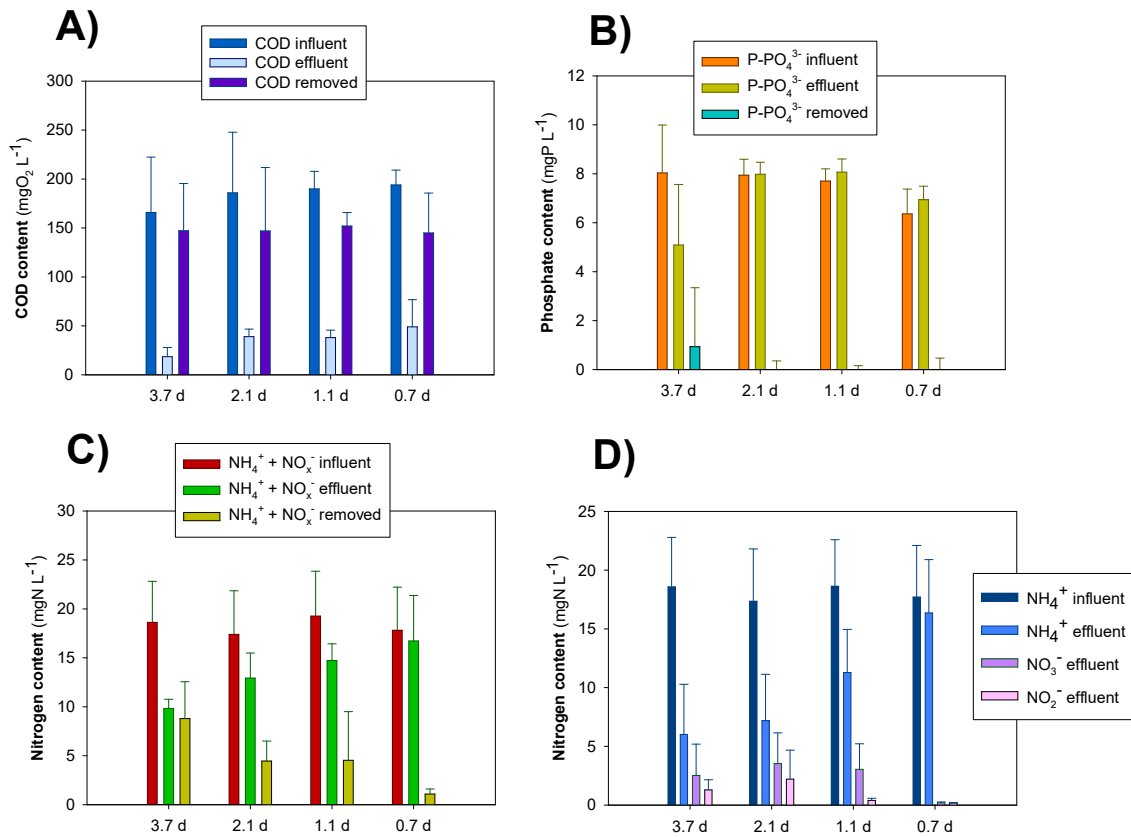 A)
COD influent
COD effluent
COD removed
COD content (mgO₂ L⁻¹)
300
250
200
150
100
50
0
3.7 d 2.1 d 1.1 d 0.7 d
B)
P-PO₄³⁻ influent
P-PO₄³⁻ effluent
P-PO₄³⁻ removed
Phosphate content (mgP L⁻¹)
12
10
8
6
4
2
0
3.7 d 2.1 d 1.1 d 0.7 d
C)
NH₄⁺ + NOₓ⁻ influent
NH₄⁺ + NOₓ⁻ effluent
NH₄⁺ + NOₓ⁻ removed
Nitrogen content (mgN L⁻¹)
30
25
20
15
10
5
0
3.7 d 2.1 d 1.1 d 0.7 d
D)
Nitrogen content (mgN L⁻¹)
25
20
15
10
5
0
3.7 d 2.1 d 1.1 d 0.7 d
NH₄⁺ influent
NH₄⁺ effluent
NO₃⁻ effluent
NO₂⁻ effluent